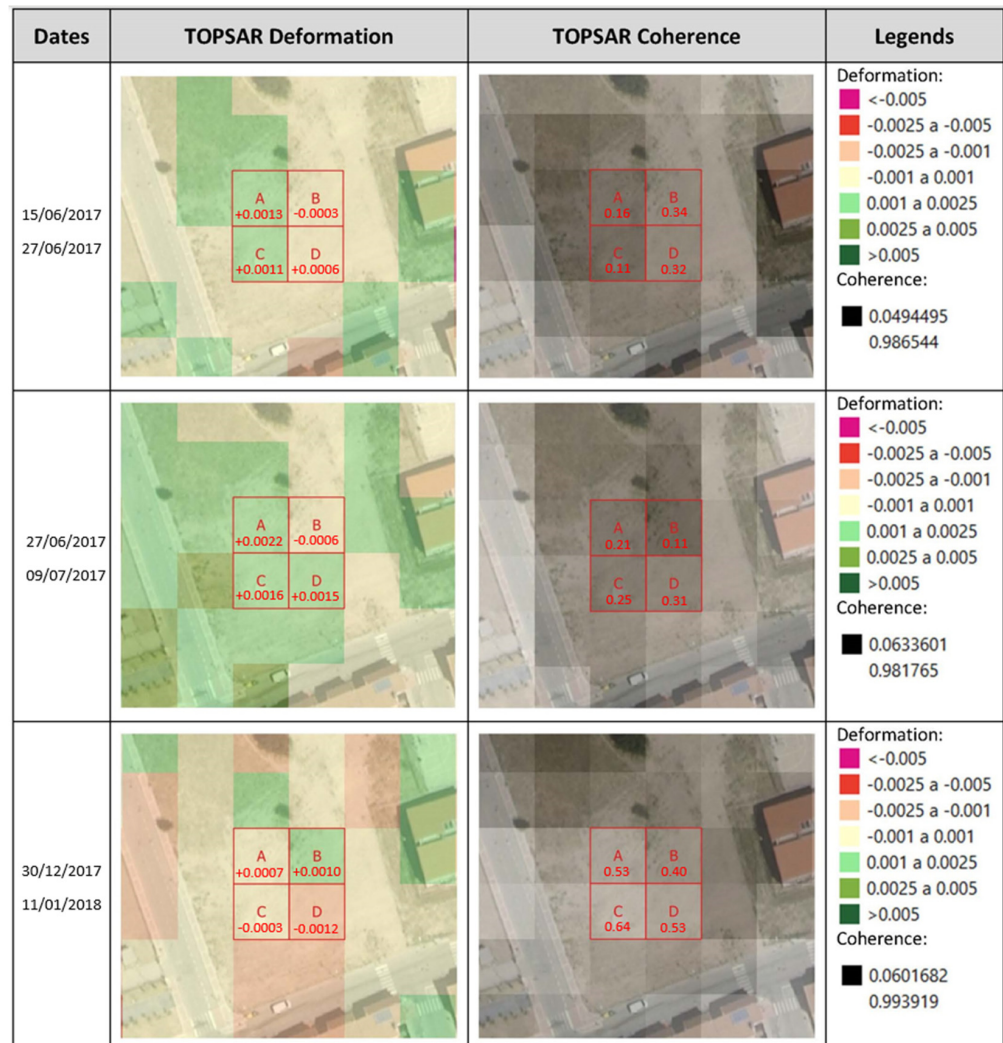 Dates TOPSAR Deformation TOPSAR Coherence Legends
15/06/2017
27/06/2017
A B
+0.0013 -0.0003
C D
+0.0011 +0.0006
A B
0.16 0.34
C D
0.11 0.32
Deformation:
<-0.005
-0.0025 a -0.005
-0.0025 a -0.001
-0.001 a 0.001
0.001 a 0.0025
0.0025 a 0.005
>0.005
Coherence:
0.0494495
0.986544
27/06/2017
09/07/2017
A B
+0.0022 -0.0006
C D
+0.0016 +0.0015
A B
0.21 0.11
C D
0.25 0.31
Deformation:
<-0.005
-0.0025 a -0.005
-0.0025 a -0.001
-0.001 a 0.001
0.001 a 0.0025
0.0025 a 0.005
>0.005
Coherence:
0.0633601
0.981765
30/12/2017
11/01/2018
A B
+0.0007 +0.0010
C D
-0.0003 -0.0012
A B
0.53 0.40
C D
0.64 0.53
Deformation:
<-0.005
-0.0025 a -0.005
-0.0025 a -0.001
-0.001 a 0.001
0.001 a 0.0025
0.0025 a 0.005
>0.005
Coherence:
0.0601682
0.993919